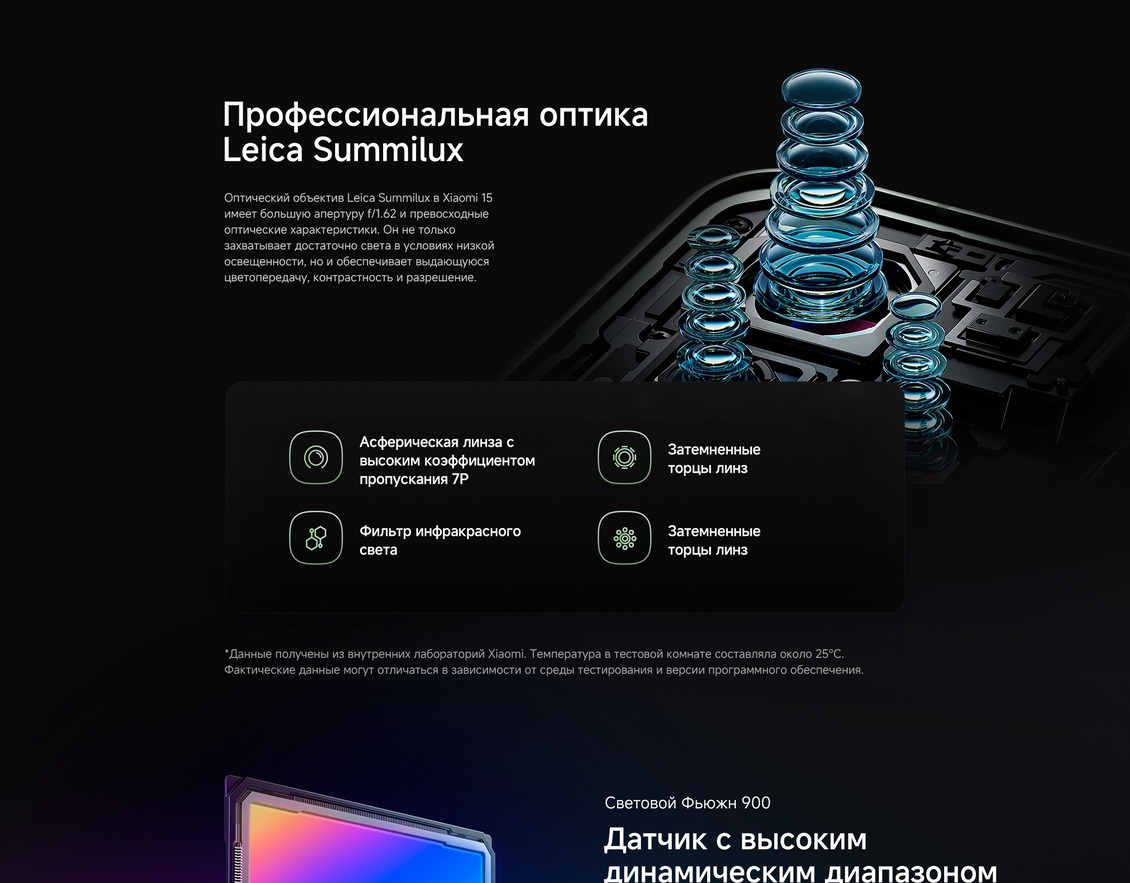 Профессиональная оптика
Leica Summilux
Оптический объектив Leica Summilux в Xiaomi 15
имеет большую апертуру f/1.62 и превосходные
оптические характеристики. Он не только
захватывает достаточно света в условиях низкой
освещенности, но и обеспечивает выдающуюся
цветопередачу, контрастность и разрешение.
Асферическая линза с
высоким коэффициентом
пропускания 7P
Затемненные
торцы линз
Фильтр инфракрасного
света
Затемненные
торцы линз
*Данные получены из внутренних лабораторий Xiaomi. Температура в тестовой комнате составляла около 25°C.
Фактические данные могут отличаться в зависимости от среды тестирования и версии программного обеспечения.
Световой Фьюжн 900
Датчик с высоким
динамическим диапазоном